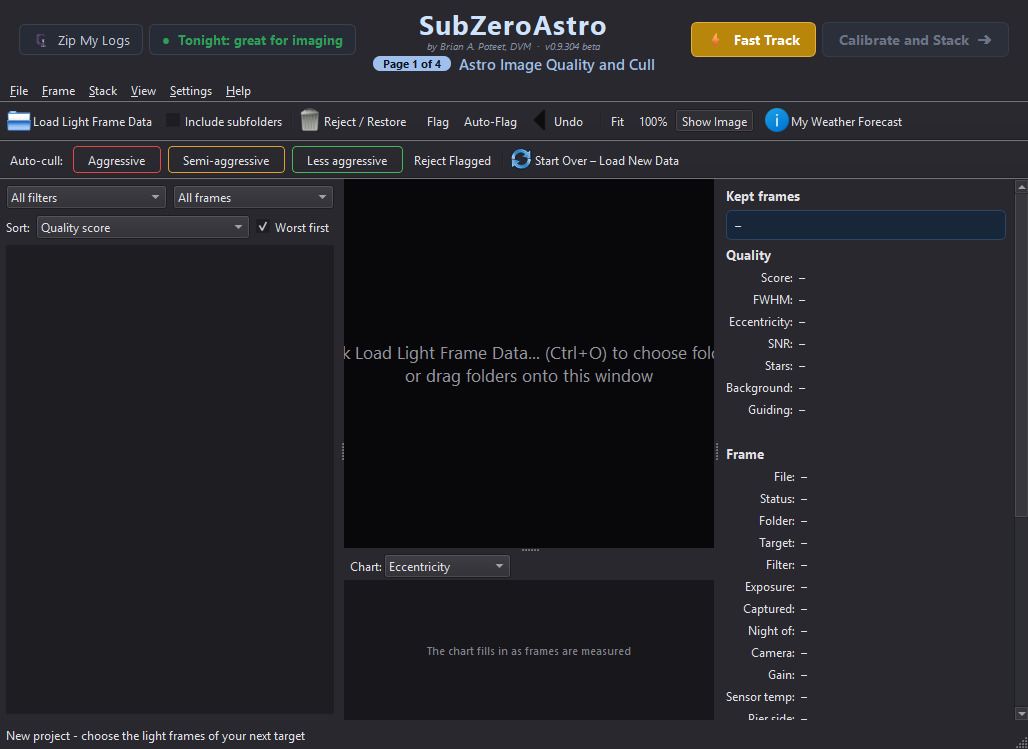 Zip My Logs
Tonight: great for imaging
SubZeroAstro
by Brian A. Poteet, DVM · v0.9.304 beta
Page 1 of 4 Astro Image Quality and Cull
Fast Track
Calibrate and Stack →
File Frame Stack View Settings Help
Load Light Frame Data Include subfolders Reject / Restore Flag Auto-Flag Undo Fit 100% Show Image My Weather Forecast
Auto-cull: Aggressive Semi-aggressive Less aggressive Reject Flagged Start Over – Load New Data
All filters All frames
Sort: Quality score Worst first
k Load Light Frame Data... (Ctrl+O) to choose fol
or drag folders onto this window
Chart: Eccentricity
The chart fills in as frames are measured
Kept frames
–
Quality
Score: –
FWHM: –
Eccentricity: –
SNR: –
Stars: –
Background: –
Guiding: –
Frame
File: –
Status: –
Folder: –
Target: –
Filter: –
Exposure: –
Captured: –
Night of: –
Camera: –
Gain: –
Sensor temp: –
Pier side: –
New project - choose the light frames of your next target